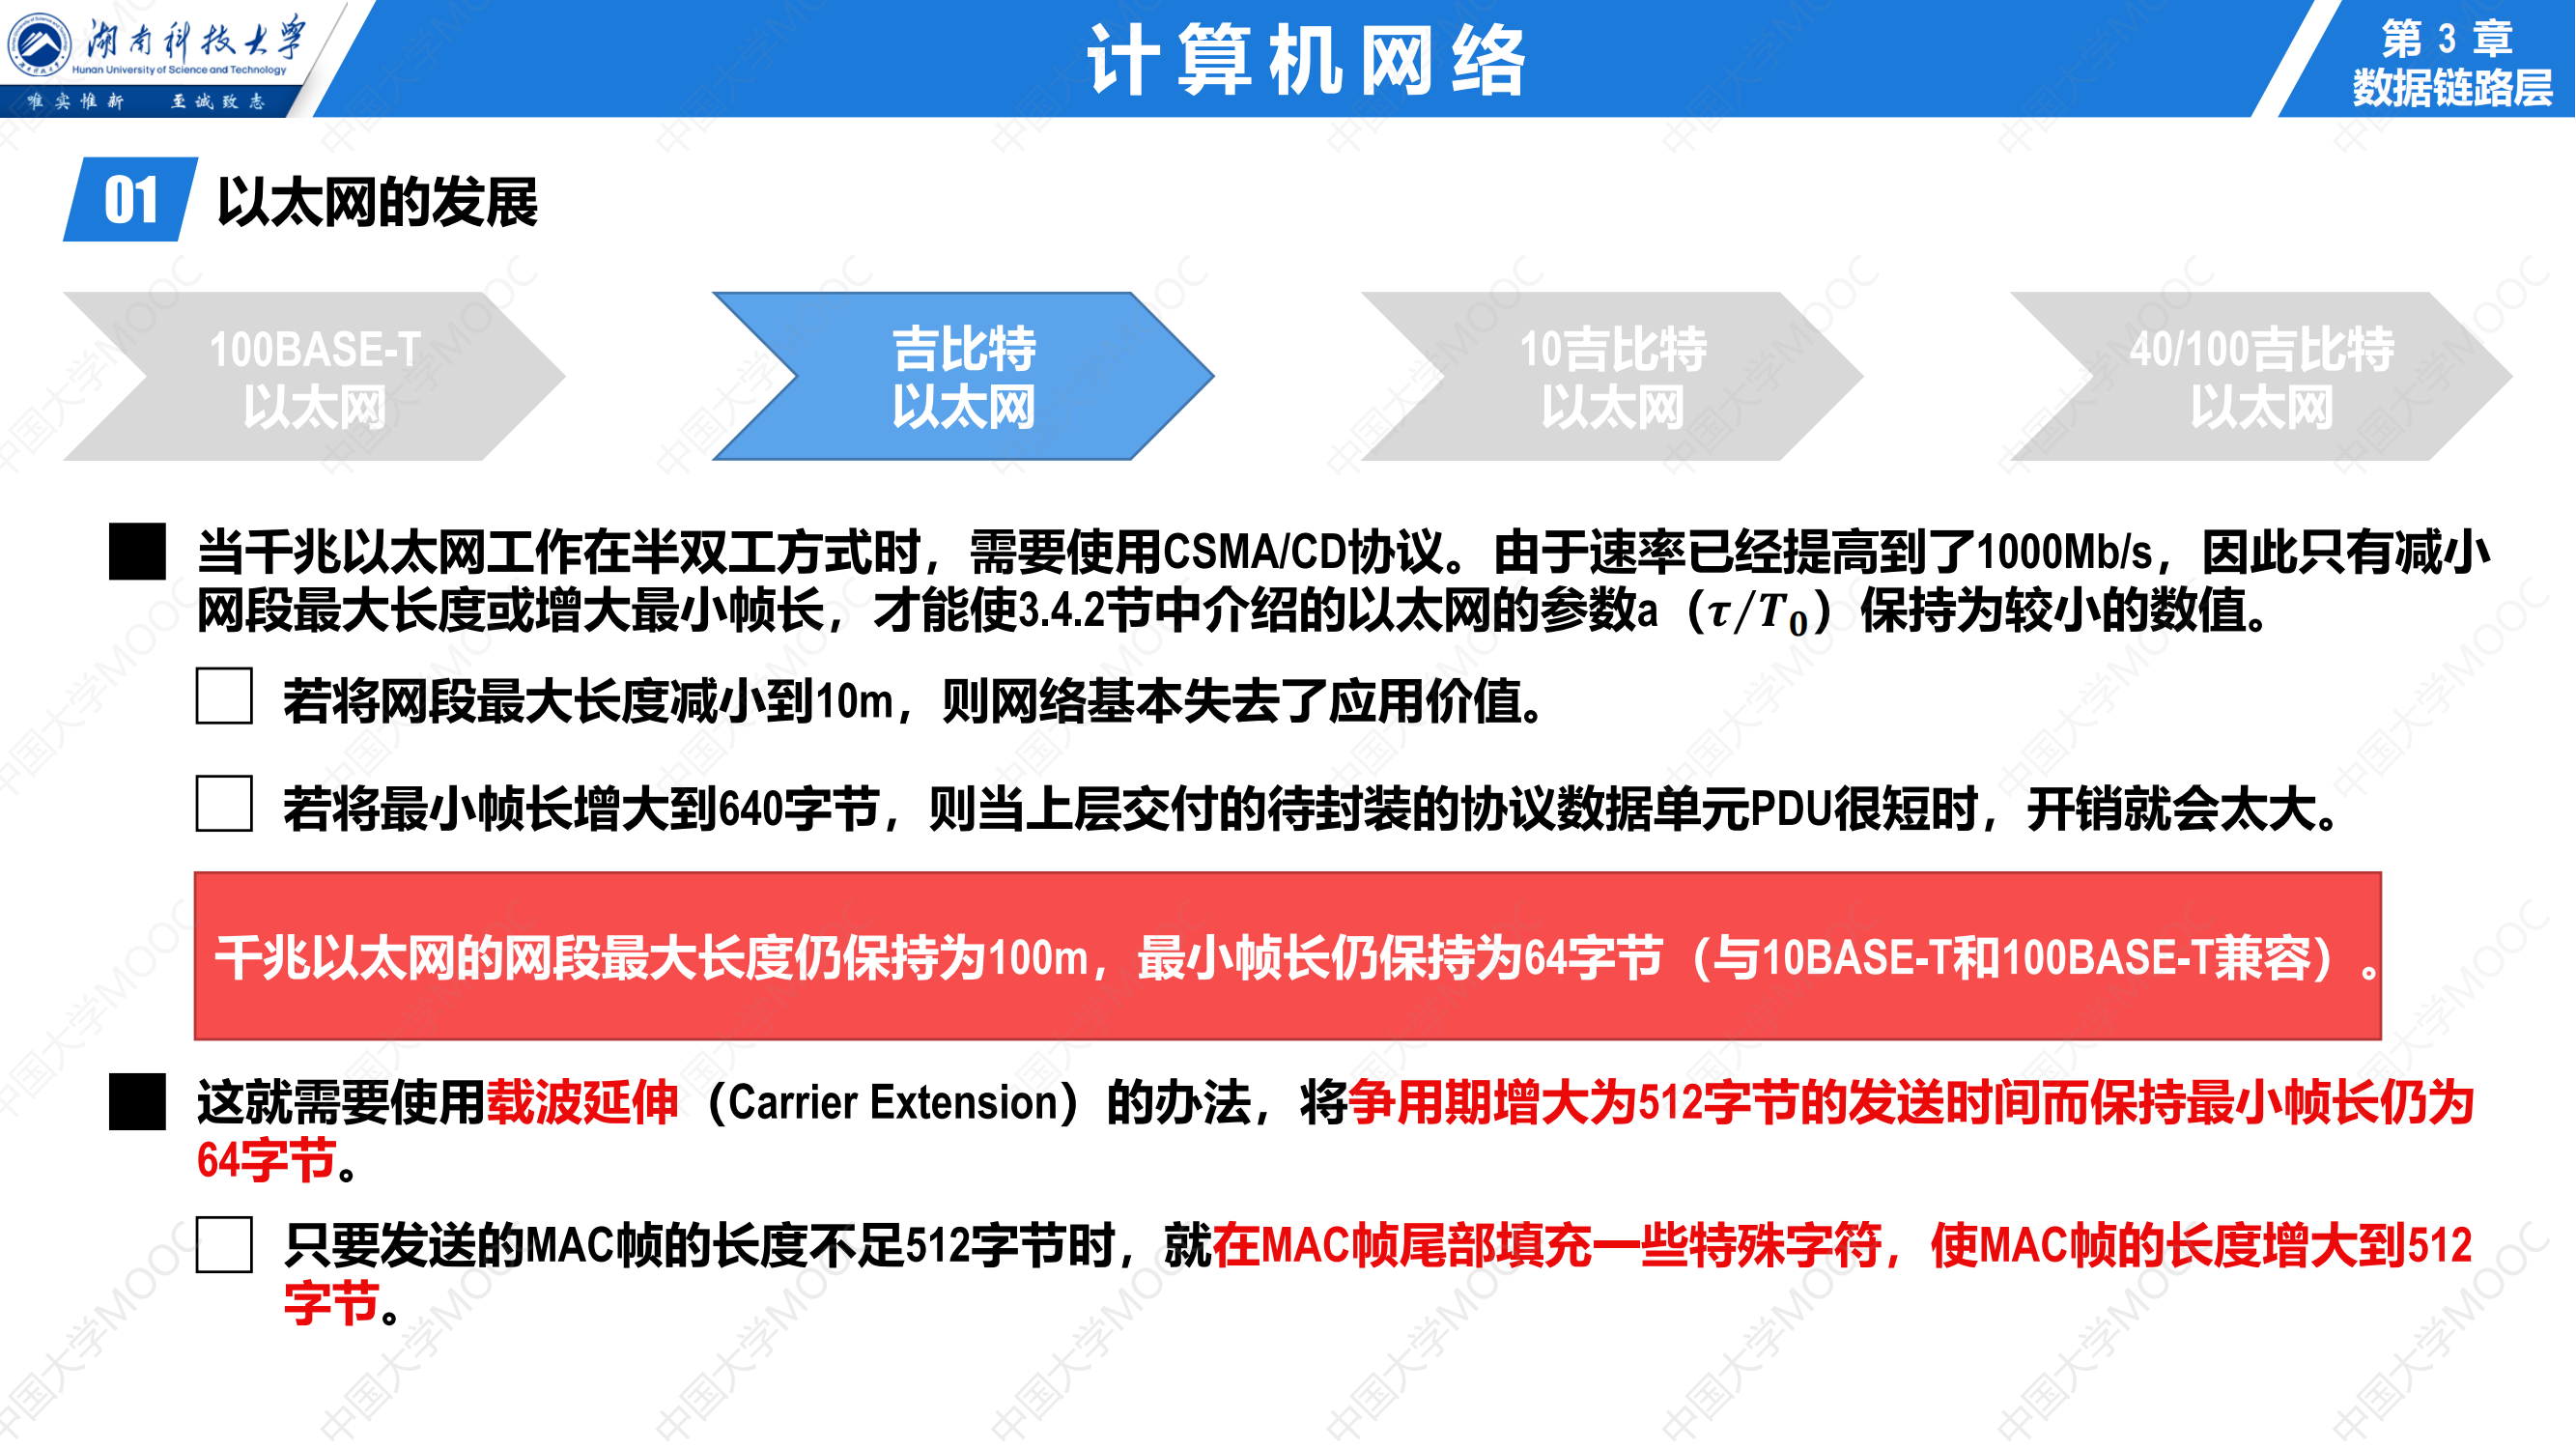 湖南科技大学
Hunan University of Science and Technology
唯实惟新 至诚致志
计算机网络
第 3 章
数据链路层
01 以太网的发展
100BASE-T
以太网
吉比特
以太网
10吉比特
以太网
40/100吉比特
以太网
当千兆以太网工作在半双工方式时，需要使用CSMA/CD协议。由于速率已经提高到了1000Mb/s，因此只有减小
网段最大长度或增大最小帧长，才能使3.4.2节中介绍的以太网的参数a（τ/T₀）保持为较小的数值。
若将网段最大长度减小到10m，则网络基本失去了应用价值。
若将最小帧长增大到640字节，则当上层交付的待封装的协议数据单元PDU很短时，开销就会太大。
千兆以太网的网段最大长度仍保持为100m，最小帧长仍保持为64字节（与10BASE-T和100BASE-T兼容）。
这就需要使用载波延伸（Carrier Extension）的办法，将争用期增大为512字节的发送时间而保持最小帧长仍为
64字节。
只要发送的MAC帧的长度不足512字节时，就在MAC帧尾部填充一些特殊字符，使MAC帧的长度增大到512
字节。
中国大学MOOC